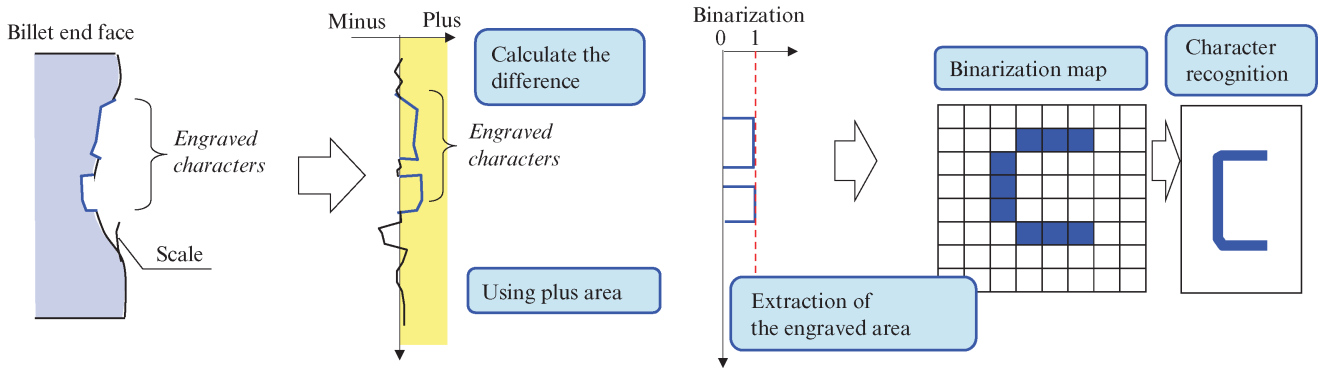 Billet end face
Engraved
characters
Scale
Minus
Plus
Calculate the
difference
Engraved
characters
Using plus area
Binarization
0
1
Extraction of
the engraved area
Binarization map
Character
recognition
C